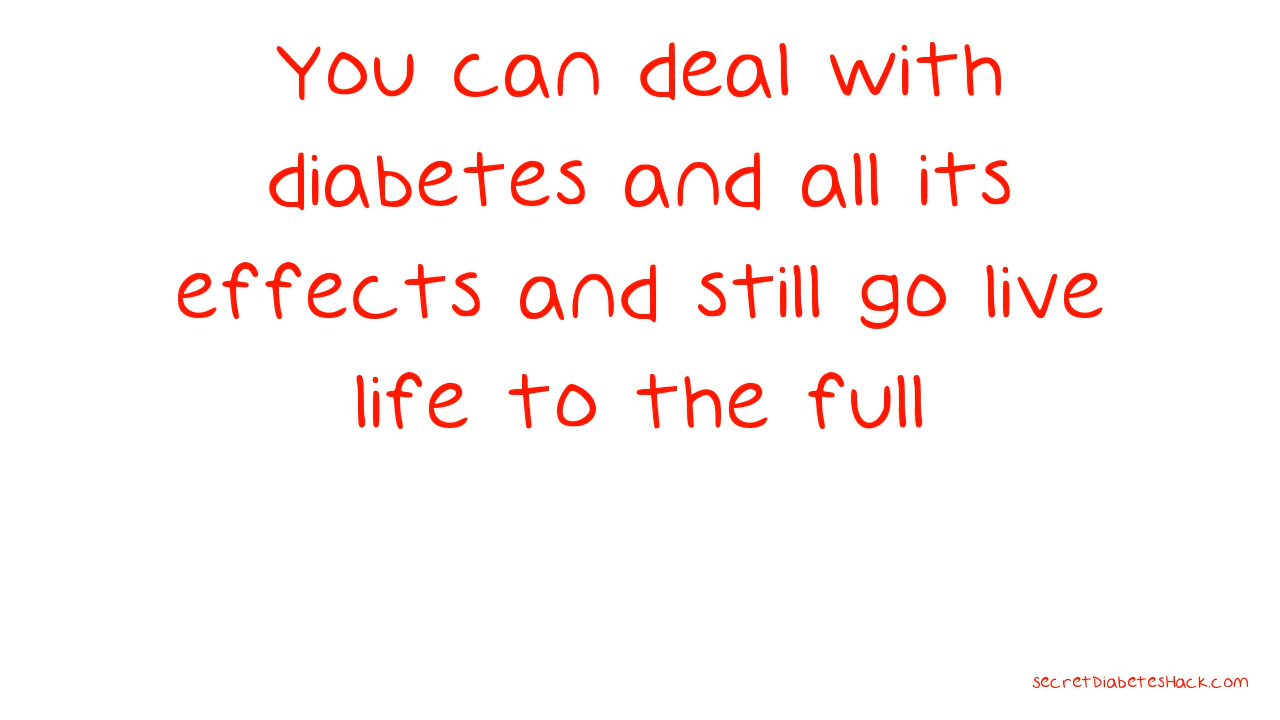 You can deal with
diabetes and all its
effects and still go live
life to the full
secretDiabetesHack.com